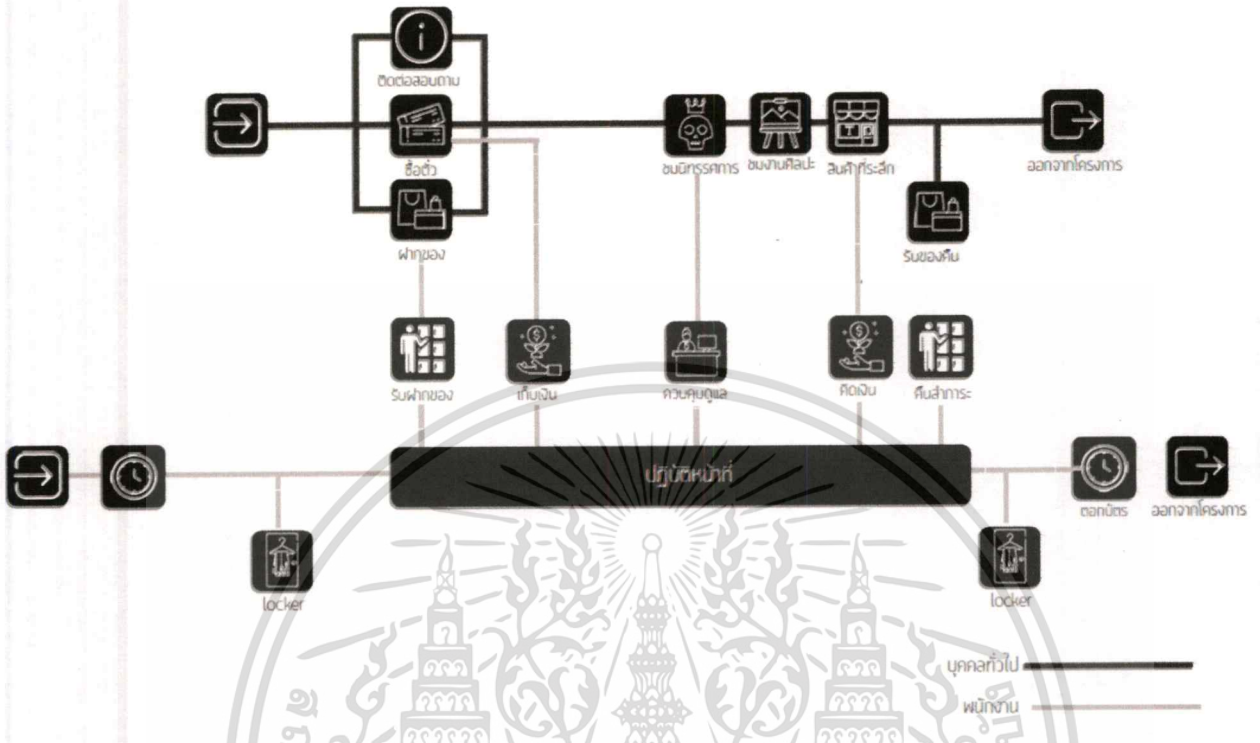 ติดต่อสอบถาม
ซื้อตั๋ว
ฝากของ
ชมนิทรรศการ
ชมงานศิลปะ
สินค้าที่ระลึก
ออกจากโครงการ
รับของคืน
รับฝากของ
เก็บเงิน
ควบคุมดูแล
คิดเงิน
คืนสัมภาระ
ปฏิบัติหน้าที่
ตอกบัตร
ออกจากโครงการ
locker
locker
บุคคลทั่วไป
พนักงาน